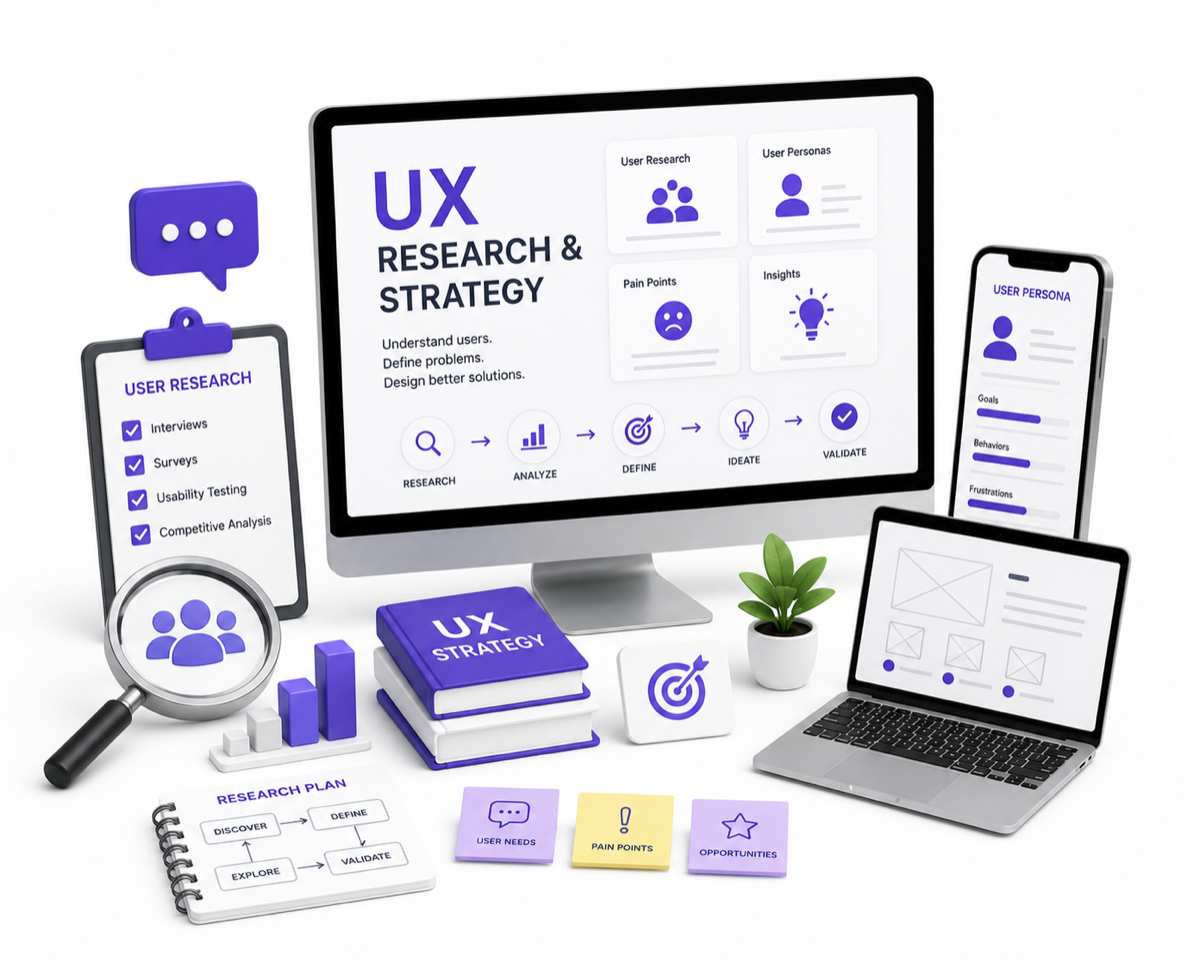 UX
RESEARCH &
STRATEGY
Understand users.
Define problems.
Design better solutions.
User Research
User Personas
Pain Points
Insights
RESEARCH
ANALYZE
DEFINE
IDEATE
VALIDATE
USER RESEARCH
Interviews
Surveys
Usability Testing
Competitive Analysis
USER PERSONA
Goals
Behaviors
Frustrations
UX
STRATEGY
RESEARCH PLAN
DISCOVER
DEFINE
EXPLORE
VALIDATE
USER NEEDS
PAIN POINTS
OPPORTUNITIES